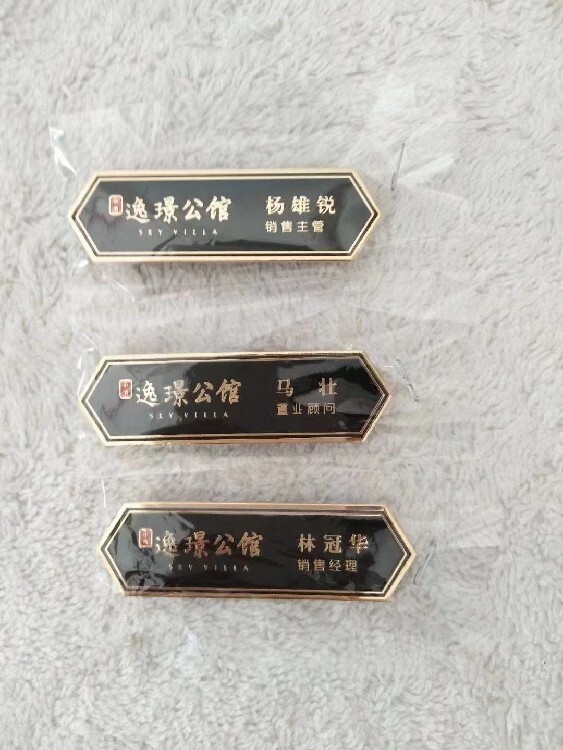 逸璟公馆 杨雄锐
SKY VILLA 销售主管
逸璟公馆 马壮
SKY VILLA 置业顾问
逸璟公馆 林冠华
SKY VILLA 销售经理